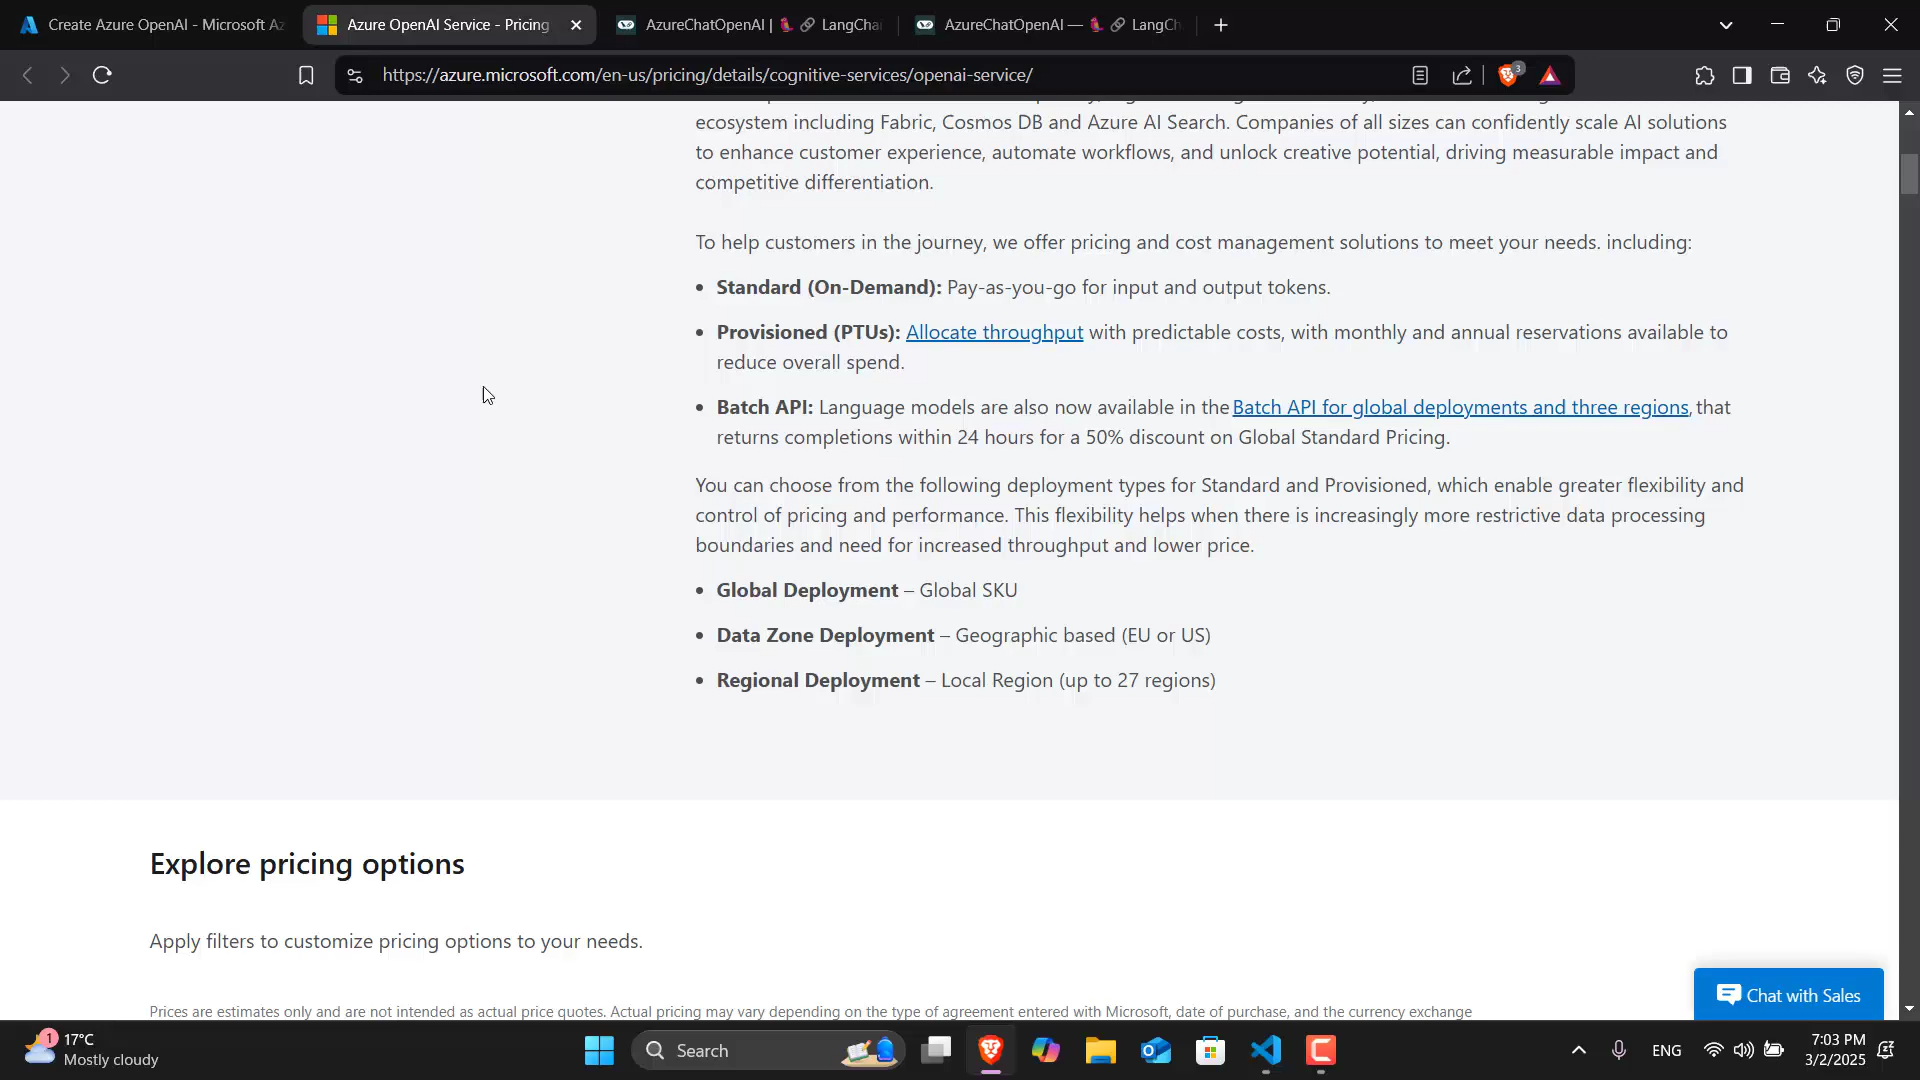 Create Azure OpenAI - Microsoft Az
Azure OpenAI Service - Pricing
AzureChatOpenAI | 🦜🔗 LangChai
AzureChatOpenAI — 🦜🔗 LangCh
https://azure.microsoft.com/en-us/pricing/details/cognitive-services/openai-service/
3
ecosystem including Fabric, Cosmos DB and Azure AI Search. Companies of all sizes can confidently scale AI solutions
to enhance customer experience, automate workflows, and unlock creative potential, driving measurable impact and
competitive differentiation.
To help customers in the journey, we offer pricing and cost management solutions to meet your needs. including:
• Standard (On-Demand): Pay-as-you-go for input and output tokens.
• Provisioned (PTUs): Allocate throughput with predictable costs, with monthly and annual reservations available to
reduce overall spend.
• Batch API: Language models are also now available in the Batch API for global deployments and three regions, that
returns completions within 24 hours for a 50% discount on Global Standard Pricing.
You can choose from the following deployment types for Standard and Provisioned, which enable greater flexibility and
control of pricing and performance. This flexibility helps when there is increasingly more restrictive data processing
boundaries and need for increased throughput and lower price.
• Global Deployment – Global SKU
• Data Zone Deployment – Geographic based (EU or US)
• Regional Deployment – Local Region (up to 27 regions)
Explore pricing options
Apply filters to customize pricing options to your needs.
Chat with Sales
Prices are estimates only and are not intended as actual price quotes. Actual pricing may vary depending on the type of agreement entered with Microsoft, date of purchase, and the currency exchange
1
17°C
Mostly cloudy
Search
ENG
7:03 PM
3/2/2025